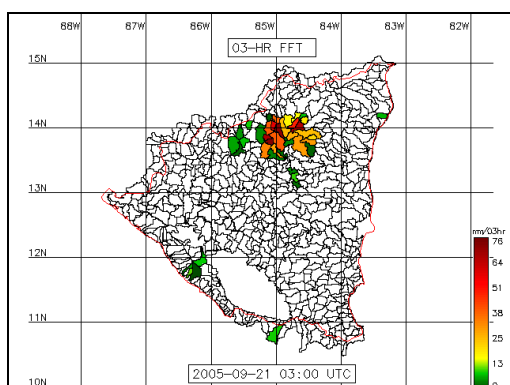 88W 87W 86W 85W 84W 83W 82W
03-HR FFT
15N
14N
13N
12N
11N
10N
mm/03hr
76
64
51
38
25
13
0
2005-09-21 03:00 UTC